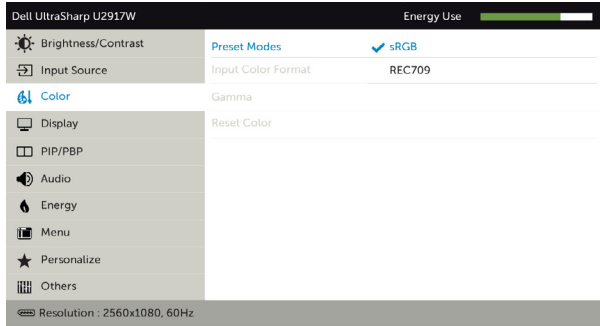 Dell UltraSharp U2917W Energy Use
Brightness/Contrast Preset Modes sRGB
Input Source Input Color Format REC709
Color Gamma
Display Reset Color
PIP/PBP
Audio
Energy
Menu
Personalize
Others
Resolution : 2560x1080, 60Hz